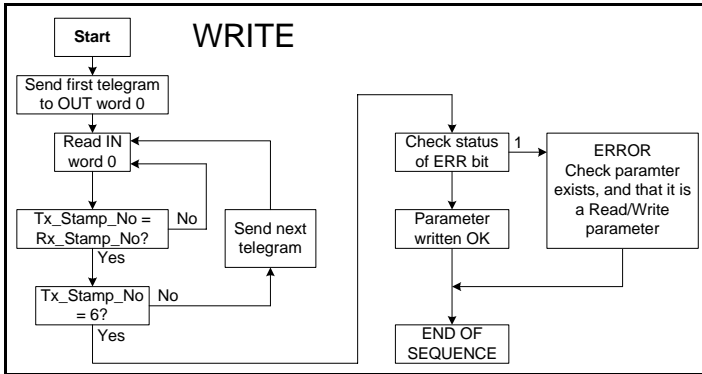 WRITE
Start
Send first telegram
to OUT word 0
Read IN
word 0
Tx_Stamp_No =
Rx_Stamp_No?
No
Yes
Send next
telegram
Tx_Stamp_No
= 6?
No
Yes
Check status
of ERR bit
1
ERROR
Check paramter
exists, and that it is
a Read/Write
parameter
Parameter
written OK
END OF
SEQUENCE